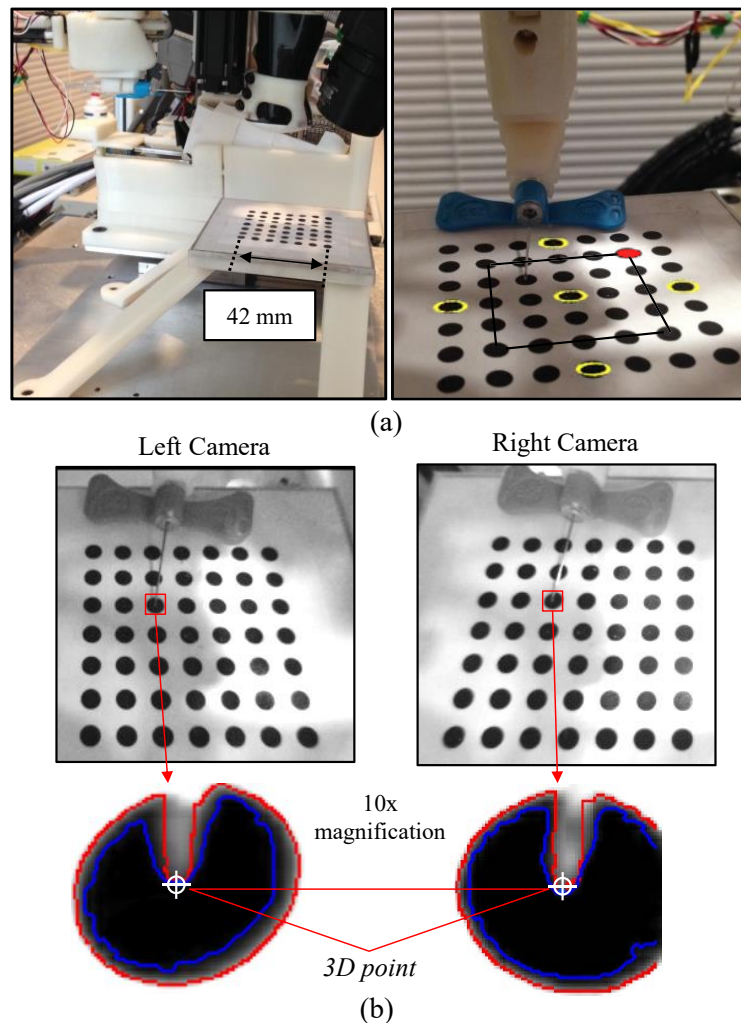 42 mm
(a)
Left Camera
Right Camera
10x
magnification
3D point
(b)